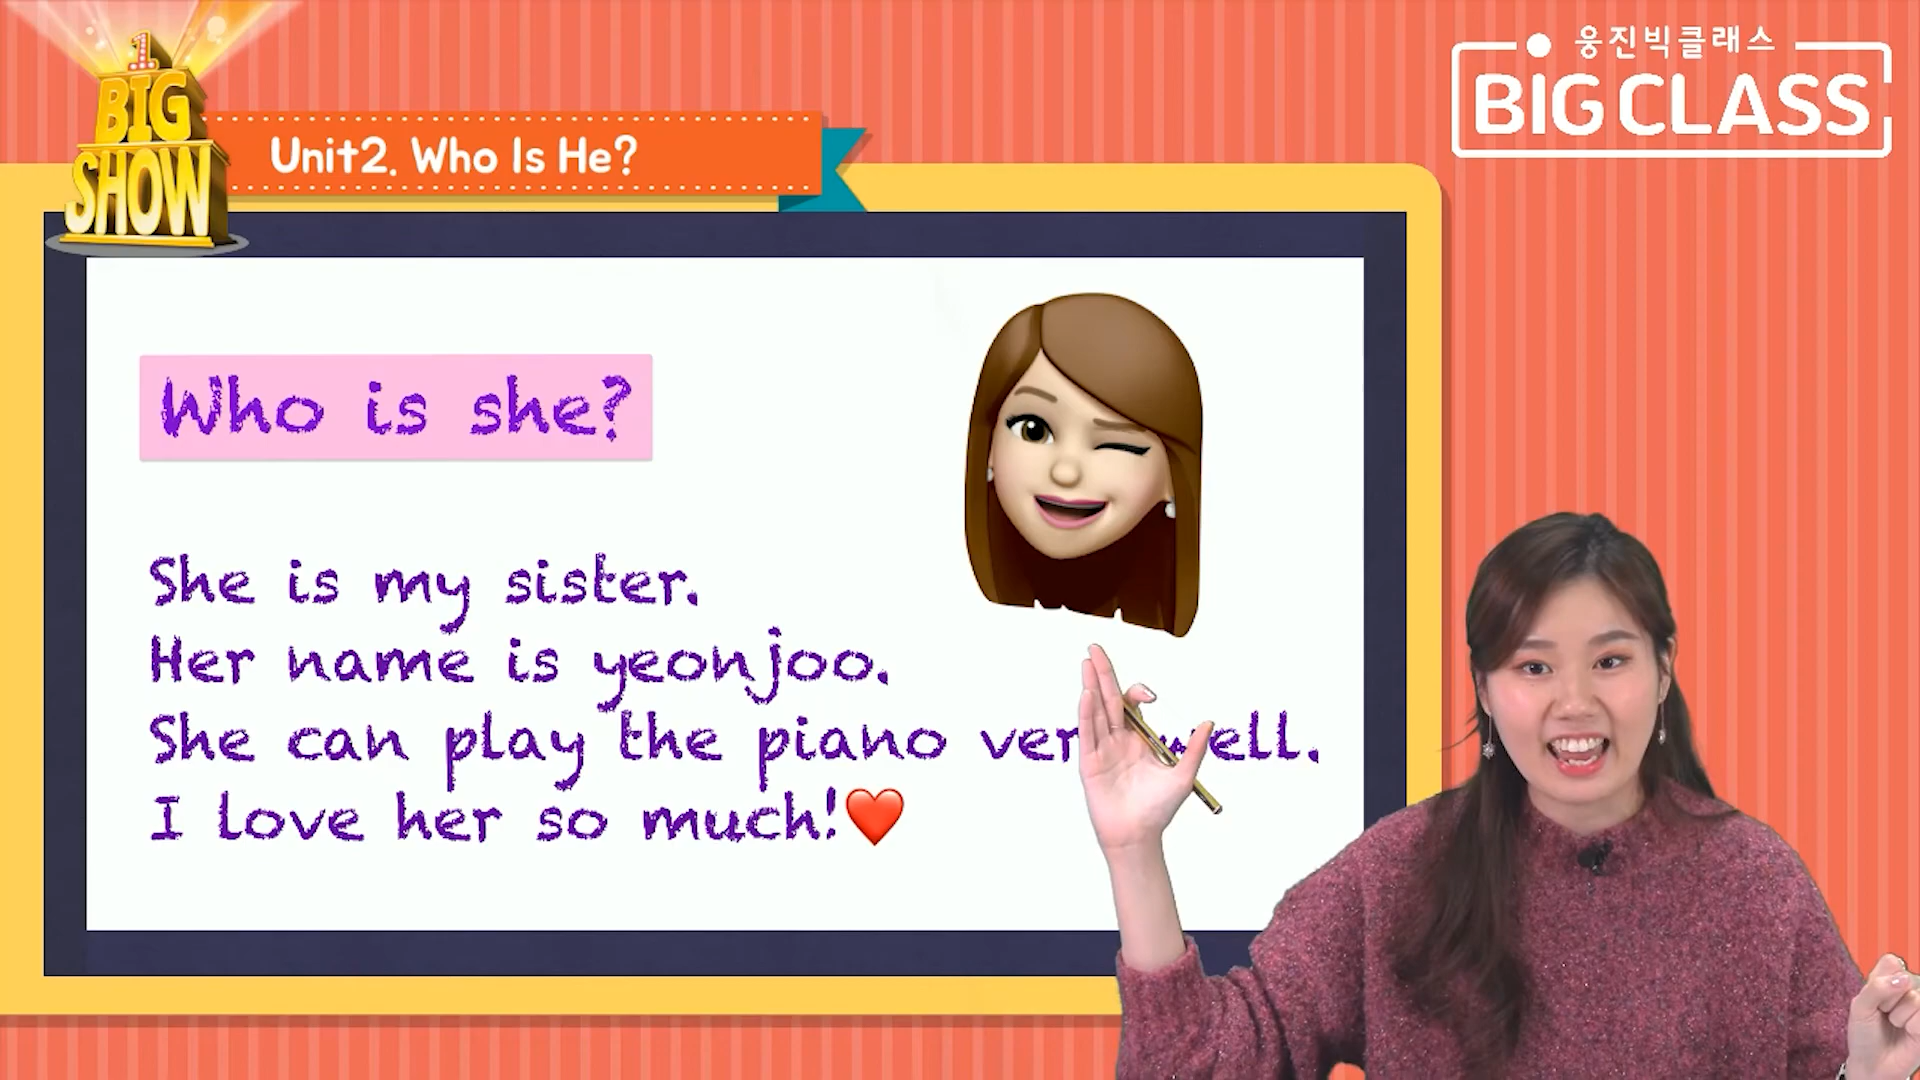 1
BIG
SHOW
Unit2. Who Is He?
웅진빅클래스
BIG CLASS
Who is she?
She is my sister.
Her name is yeonjoo.
She can play the piano well.
I love her so much!